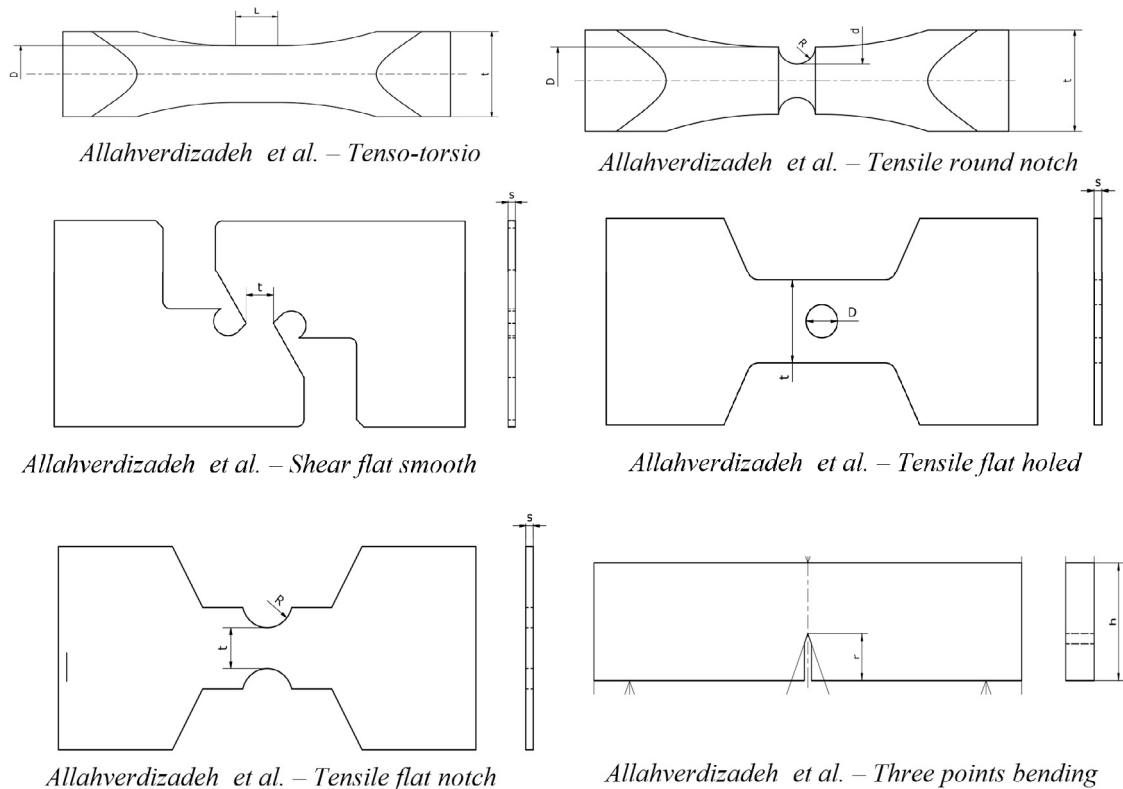 L
D
t
Allahverdizadeh et al. – Tenso-torsio
D
R
d
t
Allahverdizadeh et al. – Tensile round notch
t
s
Allahverdizadeh et al. – Shear flat smooth
D
t
s
Allahverdizadeh et al. – Tensile flat holed
R
t
s
Allahverdizadeh et al. – Tensile flat notch
r
h
Allahverdizadeh et al. – Three points bending